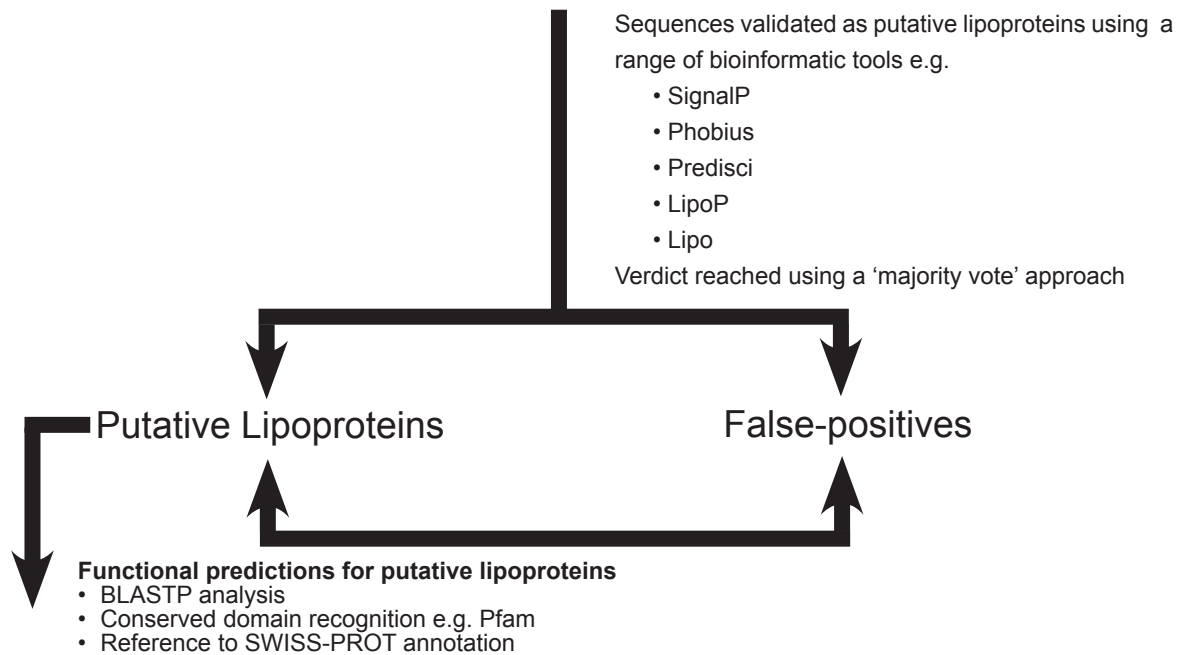 Sequences validated as putative lipoproteins using a
range of bioinformatic tools e.g.
• SignalP
• Phobius
• Predisci
• LipoP
• Lipo
Verdict reached using a ‘majority vote’ approach
Putative Lipoproteins
False-positives
Functional predictions for putative lipoproteins
• BLASTP analysis
• Conserved domain recognition e.g. Pfam
• Reference to SWISS-PROT annotation